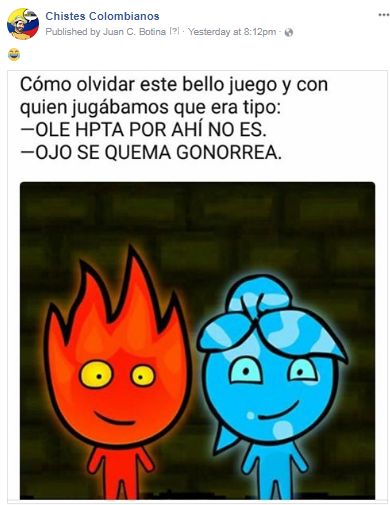 Chistes Colombianos
Published by Juan C. Botina [?] · Yesterday at 8:12pm ·
Cómo olvidar este bello juego y con
quien jugábamos que era tipo:
—OLE HPTA POR AHÍ NO ES.
—OJO SE QUEMA GONORREA.